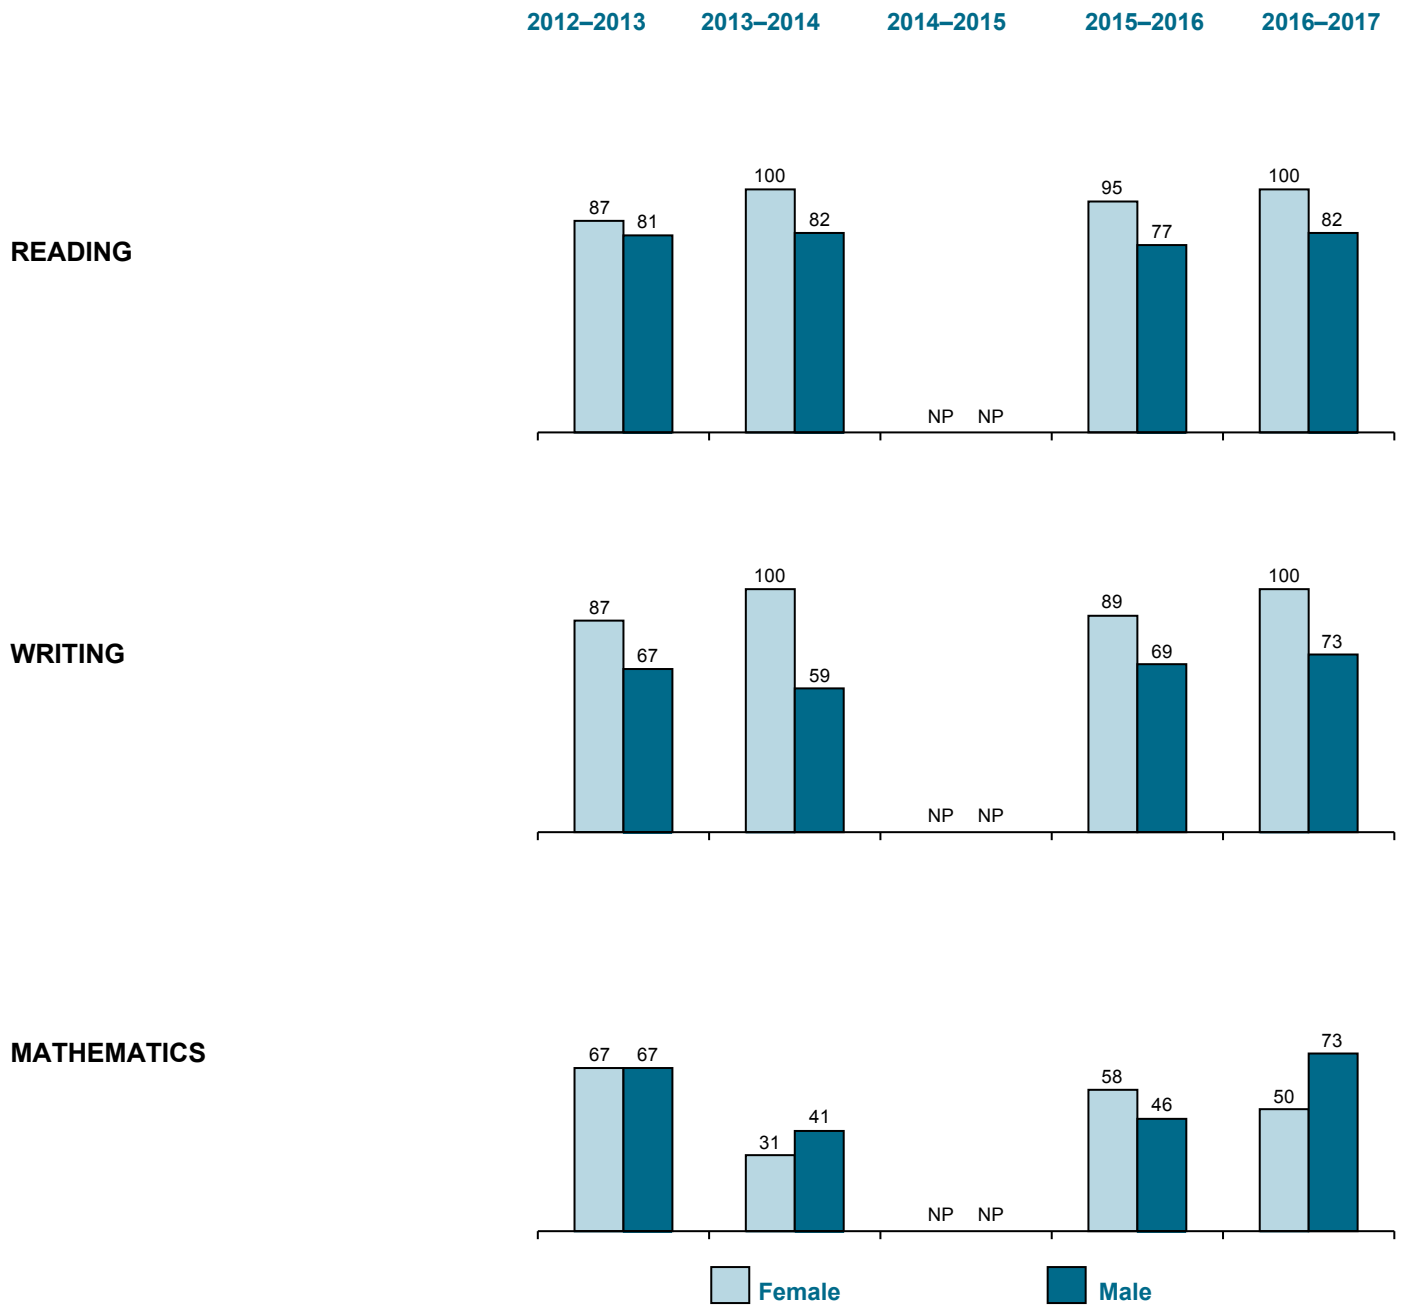 2012–2013 2013–2014 2014–2015 2015–2016 2016–2017
READING
87 81 100 82 NP NP 95 77 100 82
WRITING
87 67 100 59 NP NP 89 69 100 73
MATHEMATICS
67 67 31 41 NP NP 58 46 50 73
Female Male